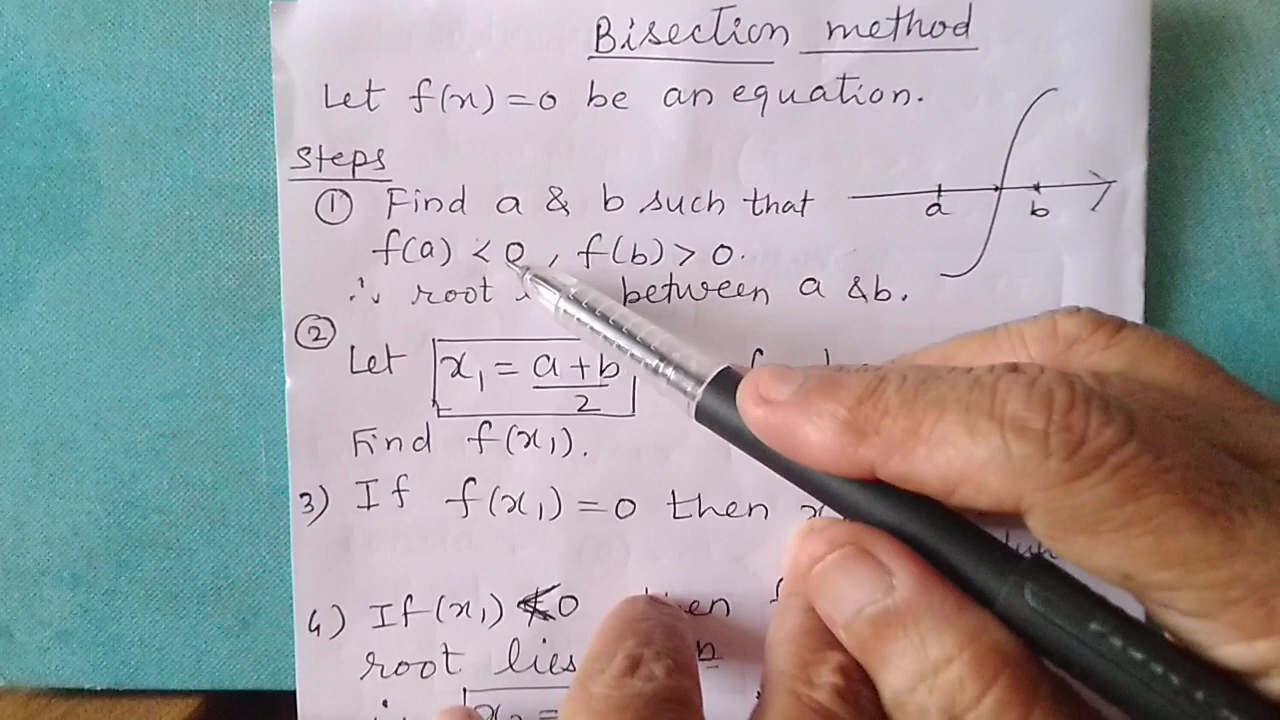 Bisection method
Let f(x)=0 be an equation.
Steps
① Find a & b such that
a b
f(a) < 0, f(b) > 0.
∴ root between a & b.
②
Let x₁ = a+b
2
Find f(x₁).
3) If f(x₁)=0 then
4) If (x₁) <0
root lies
x₂ =